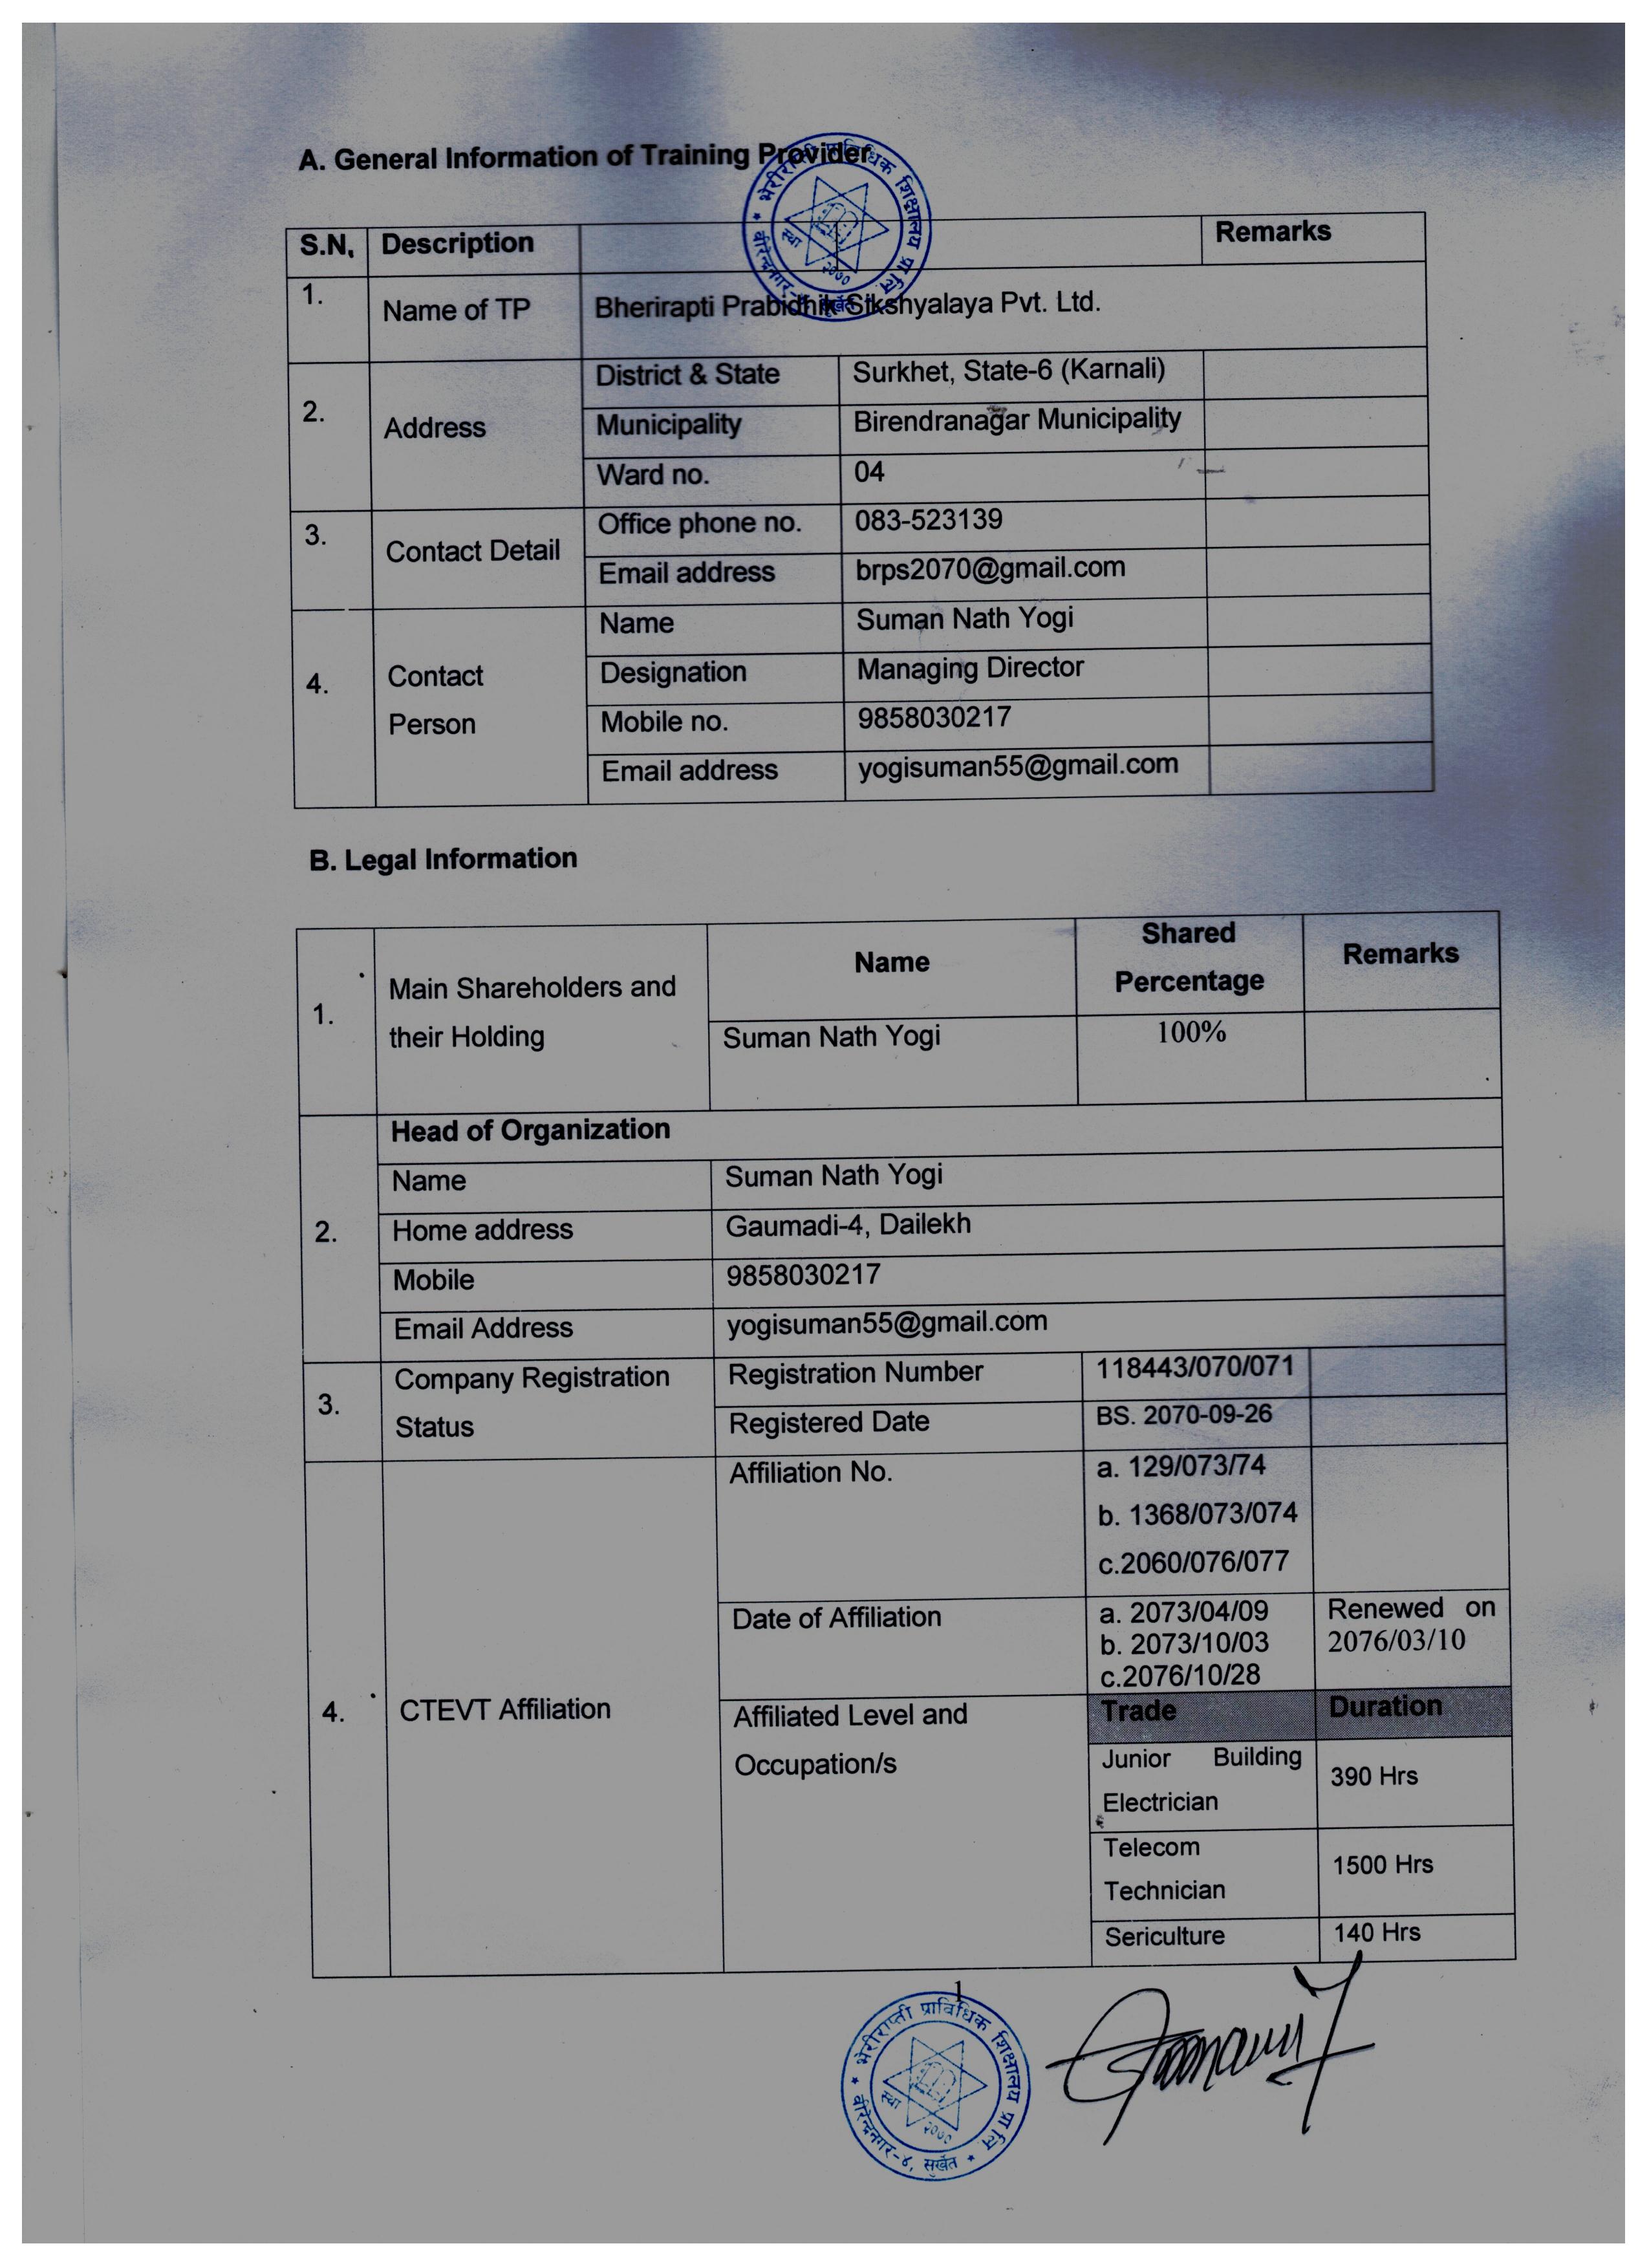 A. General Information of Training Provider
भेरीराप्ती प्राविधिक शिक्षालय प्रा.लि.
वीरेन्द्रनगर-४, सुर्खेत
स्था
S.N. Description Remarks
1. Name of TP Bherirapti Prabidhik Sikshyalaya Pvt. Ltd.
2. Address
District & State Surkhet, State-6 (Karnali)
Municipality Birendranagar Municipality
Ward no. 04
3. Contact Detail
Office phone no. 083-523139
Email address brps2070@gmail.com
4. Contact
Person
Name Suman Nath Yogi
Designation Managing Director
Mobile no. 9858030217
Email address yogisuman55@gmail.com
B. Legal Information
1. Main Shareholders and
their Holding
Name Shared
Percentage Remarks
Suman Nath Yogi 100%
2. Head of Organization
Name Suman Nath Yogi
Home address Gaumadi-4, Dailekh
Mobile 9858030217
Email Address yogisuman55@gmail.com
3. Company Registration
Status
Registration Number 118443/070/071
Registered Date BS. 2070-09-26
4. CTEVT Affiliation
Affiliation No. a. 129/073/74
b. 1368/073/074
c.2060/076/077
Date of Affiliation a. 2073/04/09 Renewed on
b. 2073/10/03 2076/03/10
c.2076/10/28
Affiliated Level and
Occupation/s
Trade Duration
Junior Building
Electrician 390 Hrs
Telecom
Technician 1500 Hrs
Sericulture 140 Hrs
1
भेरीराप्ती प्राविधिक शिक्षालय प्रा.लि.
वीरेन्द्रनगर-४, सुर्खेत
स्था